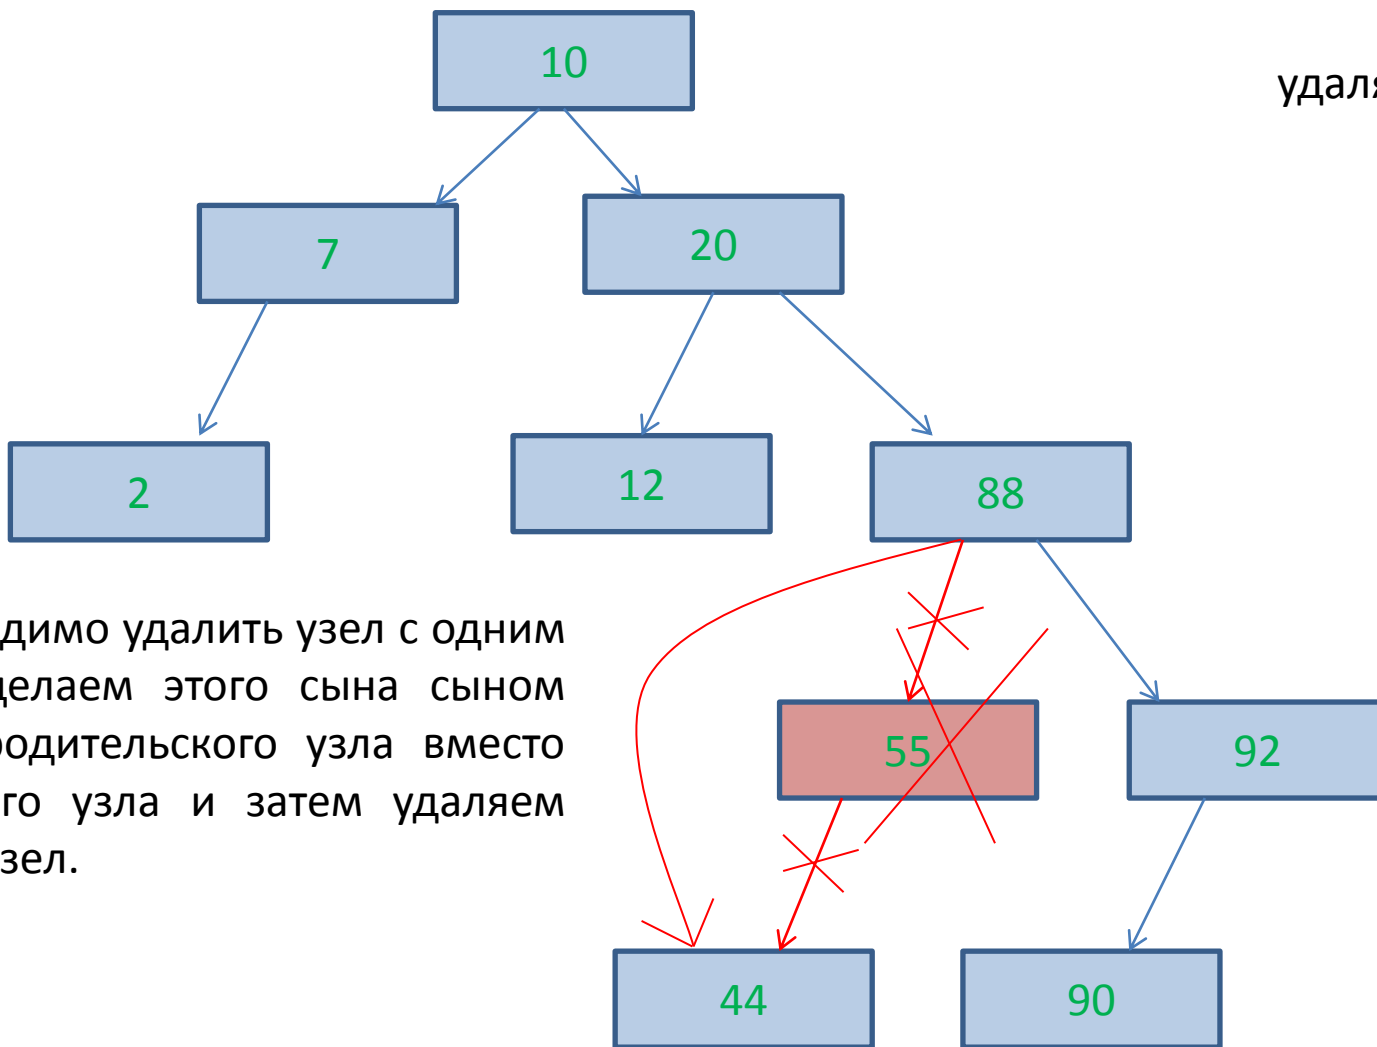 10
удаля
7
20
2
12
88
димо удалить узел с одним
делаем этого сына сыном
родительского узла вместо
го узла и затем удаляем
зел.
55
92
44
90